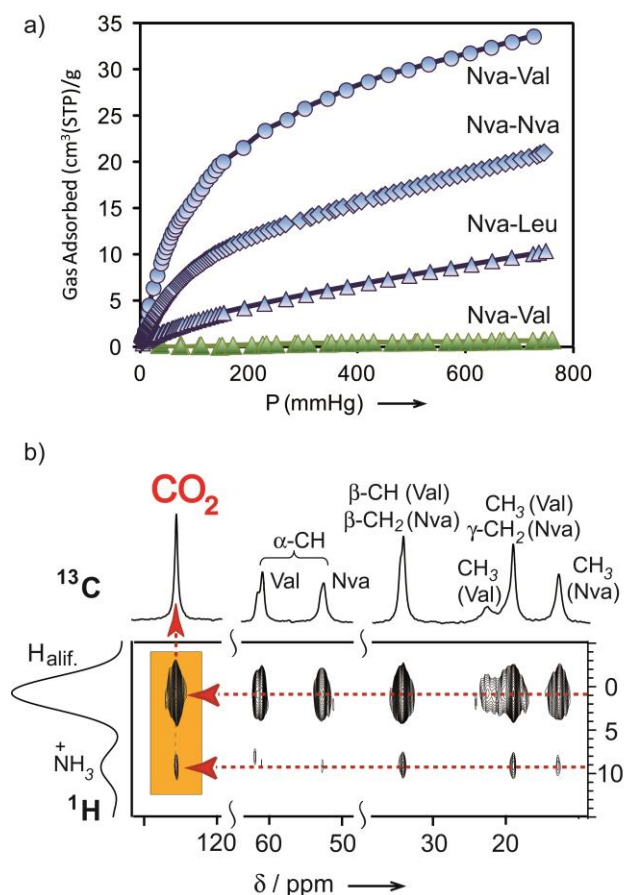 a)
35
30
25
20
15
10
5
0
Gas Adsorbed (cm³(STP)/g
Nva-Val
Nva-Nva
Nva-Leu
Nva-Val
0 200 400 600 800
P (mmHg)
b)
CO₂
¹³C
α-CH
Val Nva
β-CH (Val)
β-CH₂ (Nva)
CH₃ (Val)
γ-CH₂ (Nva)
CH₃
(Val)
CH₃
(Nva)
Halif.
+
NH₃
¹H
0
5
10
120 60 50 30 20
δ / ppm